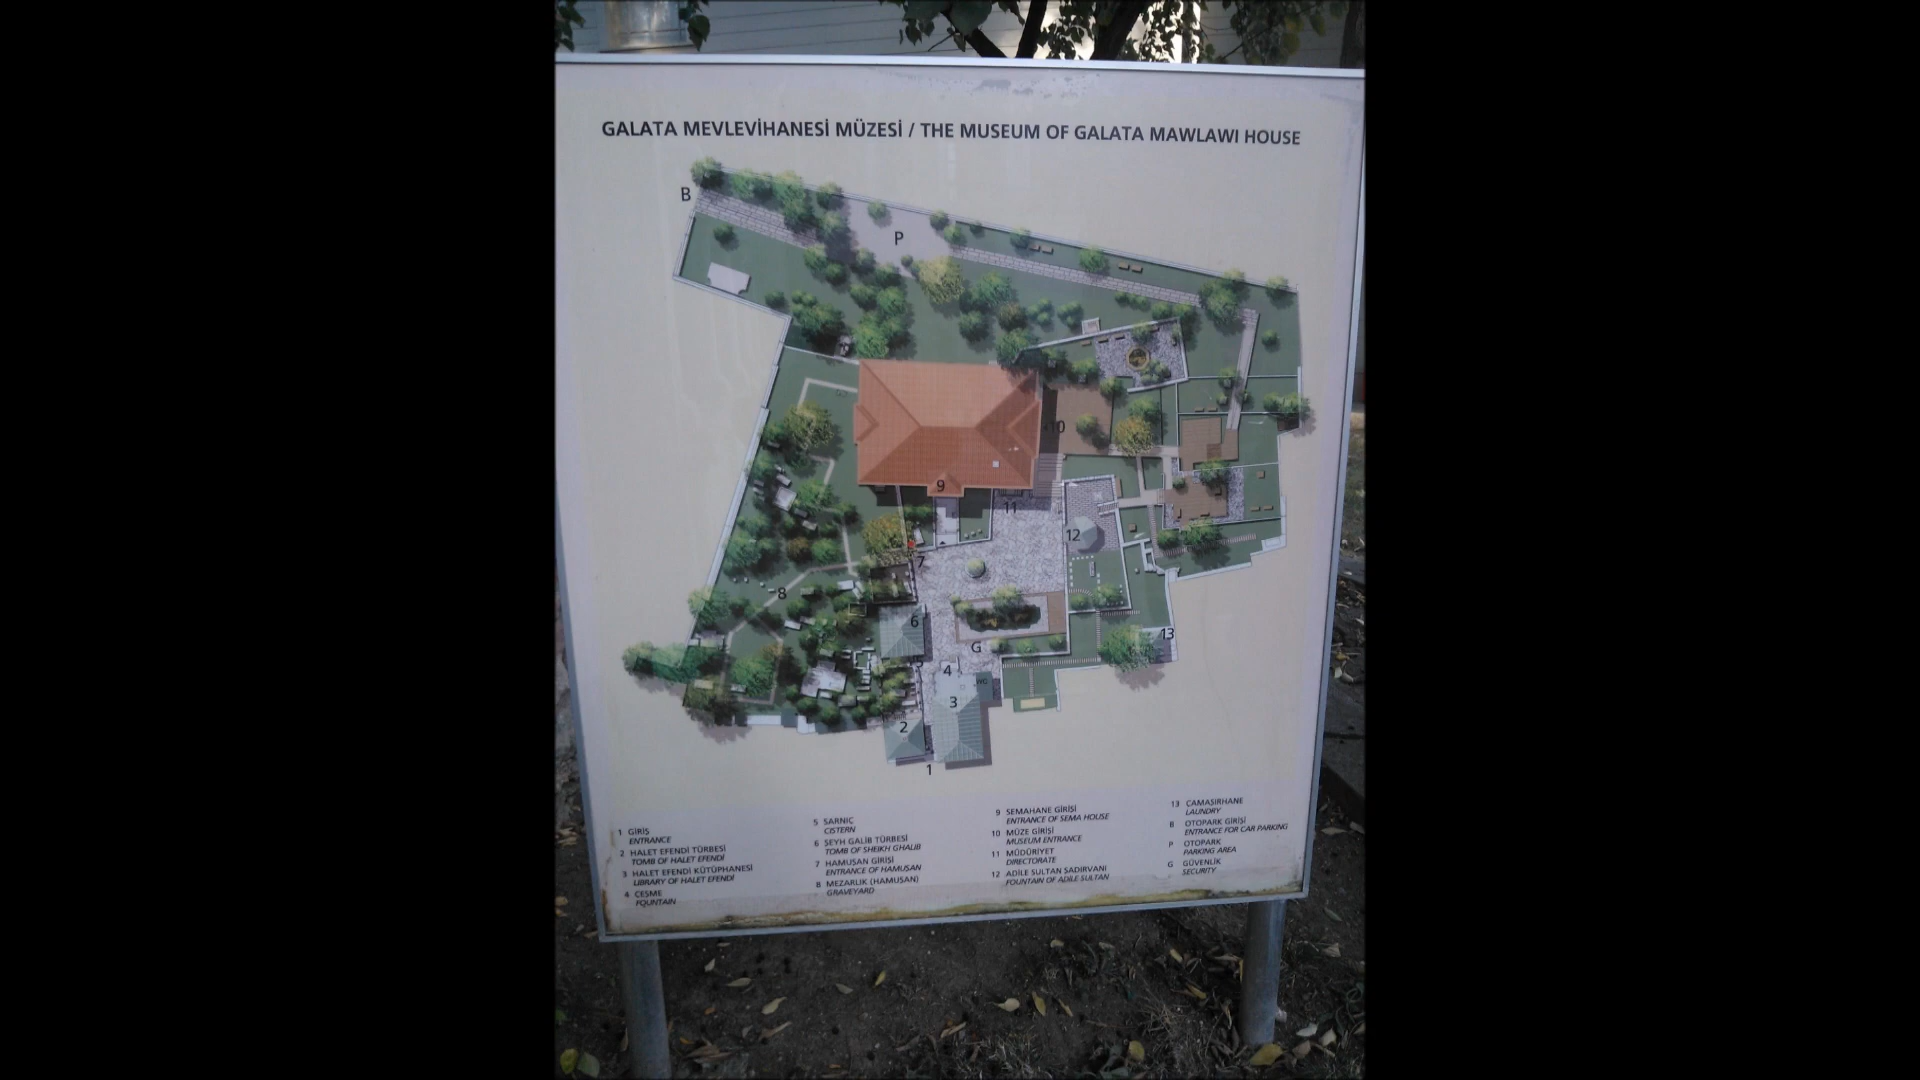 GALATA MEVLEVİHANESİ MÜZESİ / THE MUSEUM OF GALATA MAWLAWI HOUSE
B
P
10
9
11
12
7
8
6
13
G
5
4
WC
3
2
1
1 GİRİŞ
ENTRANCE
2 HALET EFENDİ TÜRBESİ
TOMB OF HALET EFENDİ
3 HALET EFENDİ KÜTÜPHANESİ
LIBRARY OF HALET EFENDİ
4 ÇEŞME
FOUNTAIN
5 SARNIÇ
CISTERN
6 ŞEYH GALİB TÜRBESİ
TOMB OF SHEIKH GHALIB
7 HAMUŞAN GİRİŞİ
ENTRANCE OF HAMUSAN
8 MEZARLIK (HAMUŞAN)
GRAVEYARD
9 SEMAHANE GİRİŞİ
ENTRANCE OF SEMA HOUSE
10 MÜZE GİRİŞİ
MUSEUM ENTRANCE
11 MÜDÜRİYET
DIRECTORATE
12 ADİLE SULTAN ŞADIRVANI
FOUNTAIN OF ADILE SULTAN
13 ÇAMAŞIRHANE
LAUNDRY
B OTOPARK GİRİŞİ
ENTRANCE FOR CAR PARKING
P OTOPARK
PARKING AREA
G GÜVENLİK
SECURITY